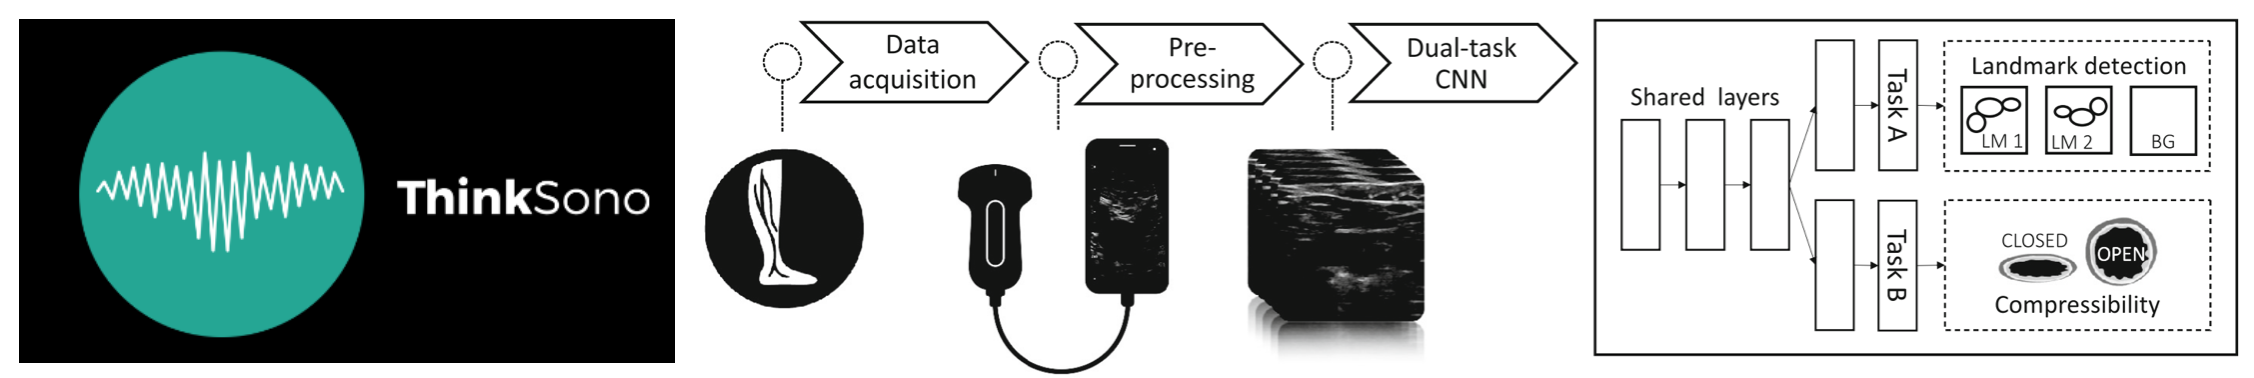 ThinkSono
Data
acquisition
Pre-
processing
Dual-task
CNN
Shared layers
Task A
Landmark detection
LM 1
LM 2
BG
Task B
CLOSED
OPEN
Compressibility